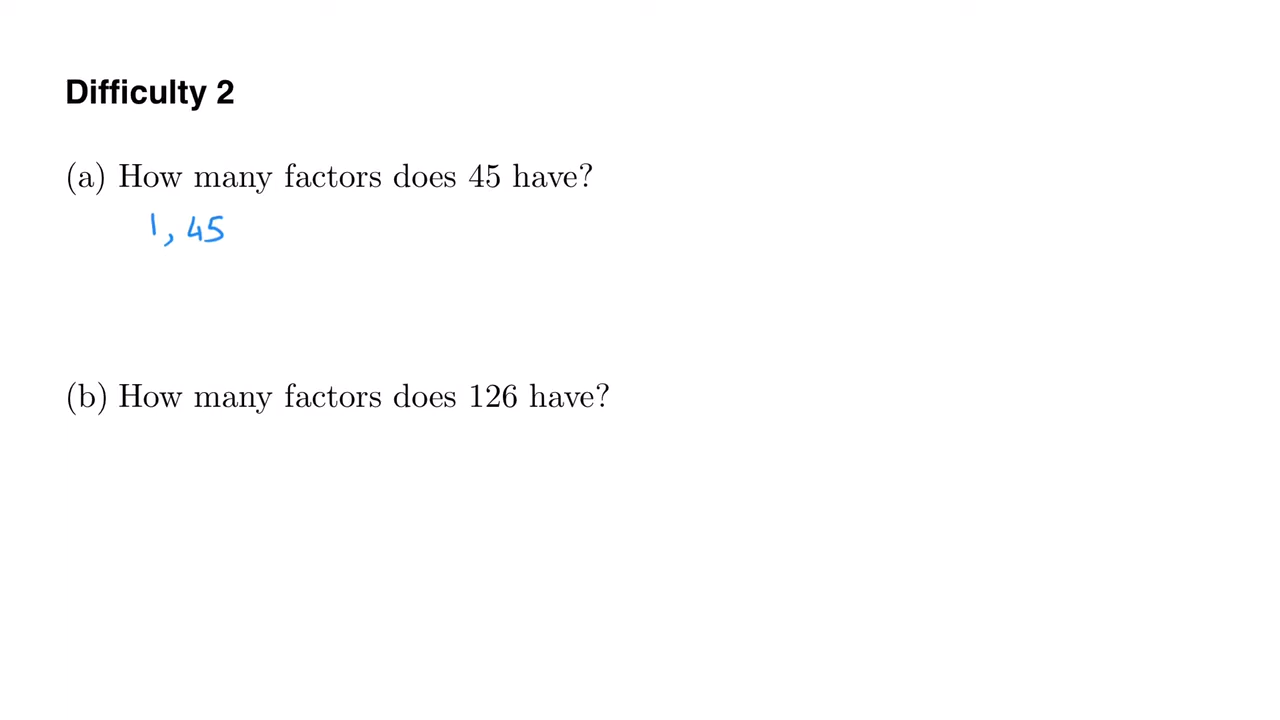 Difficulty 2
(a) How many factors does 45 have?
1, 45
(b) How many factors does 126 have?